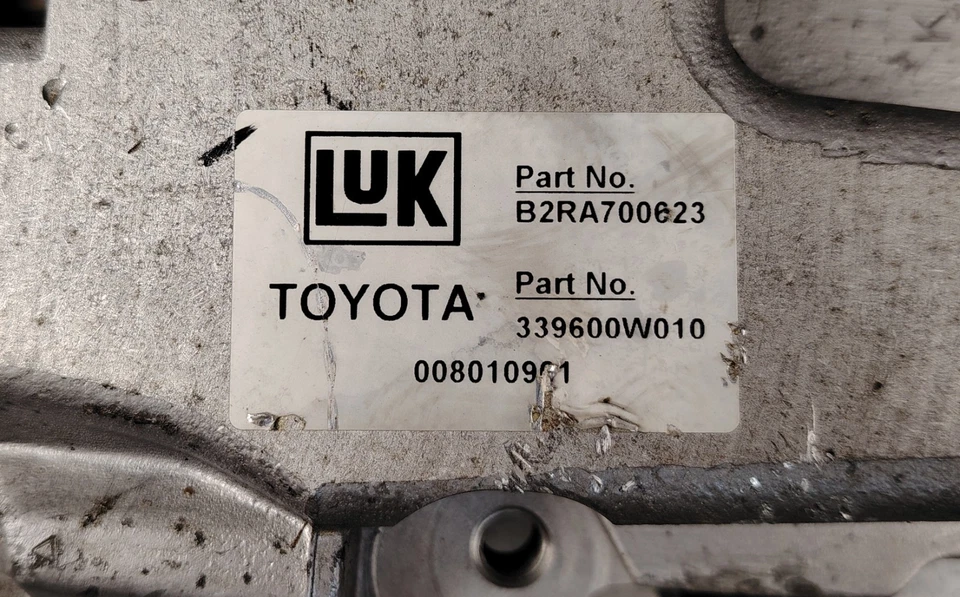 LUK
Part No.
B2RA700623
TOYOTA
Part No.
339600W010